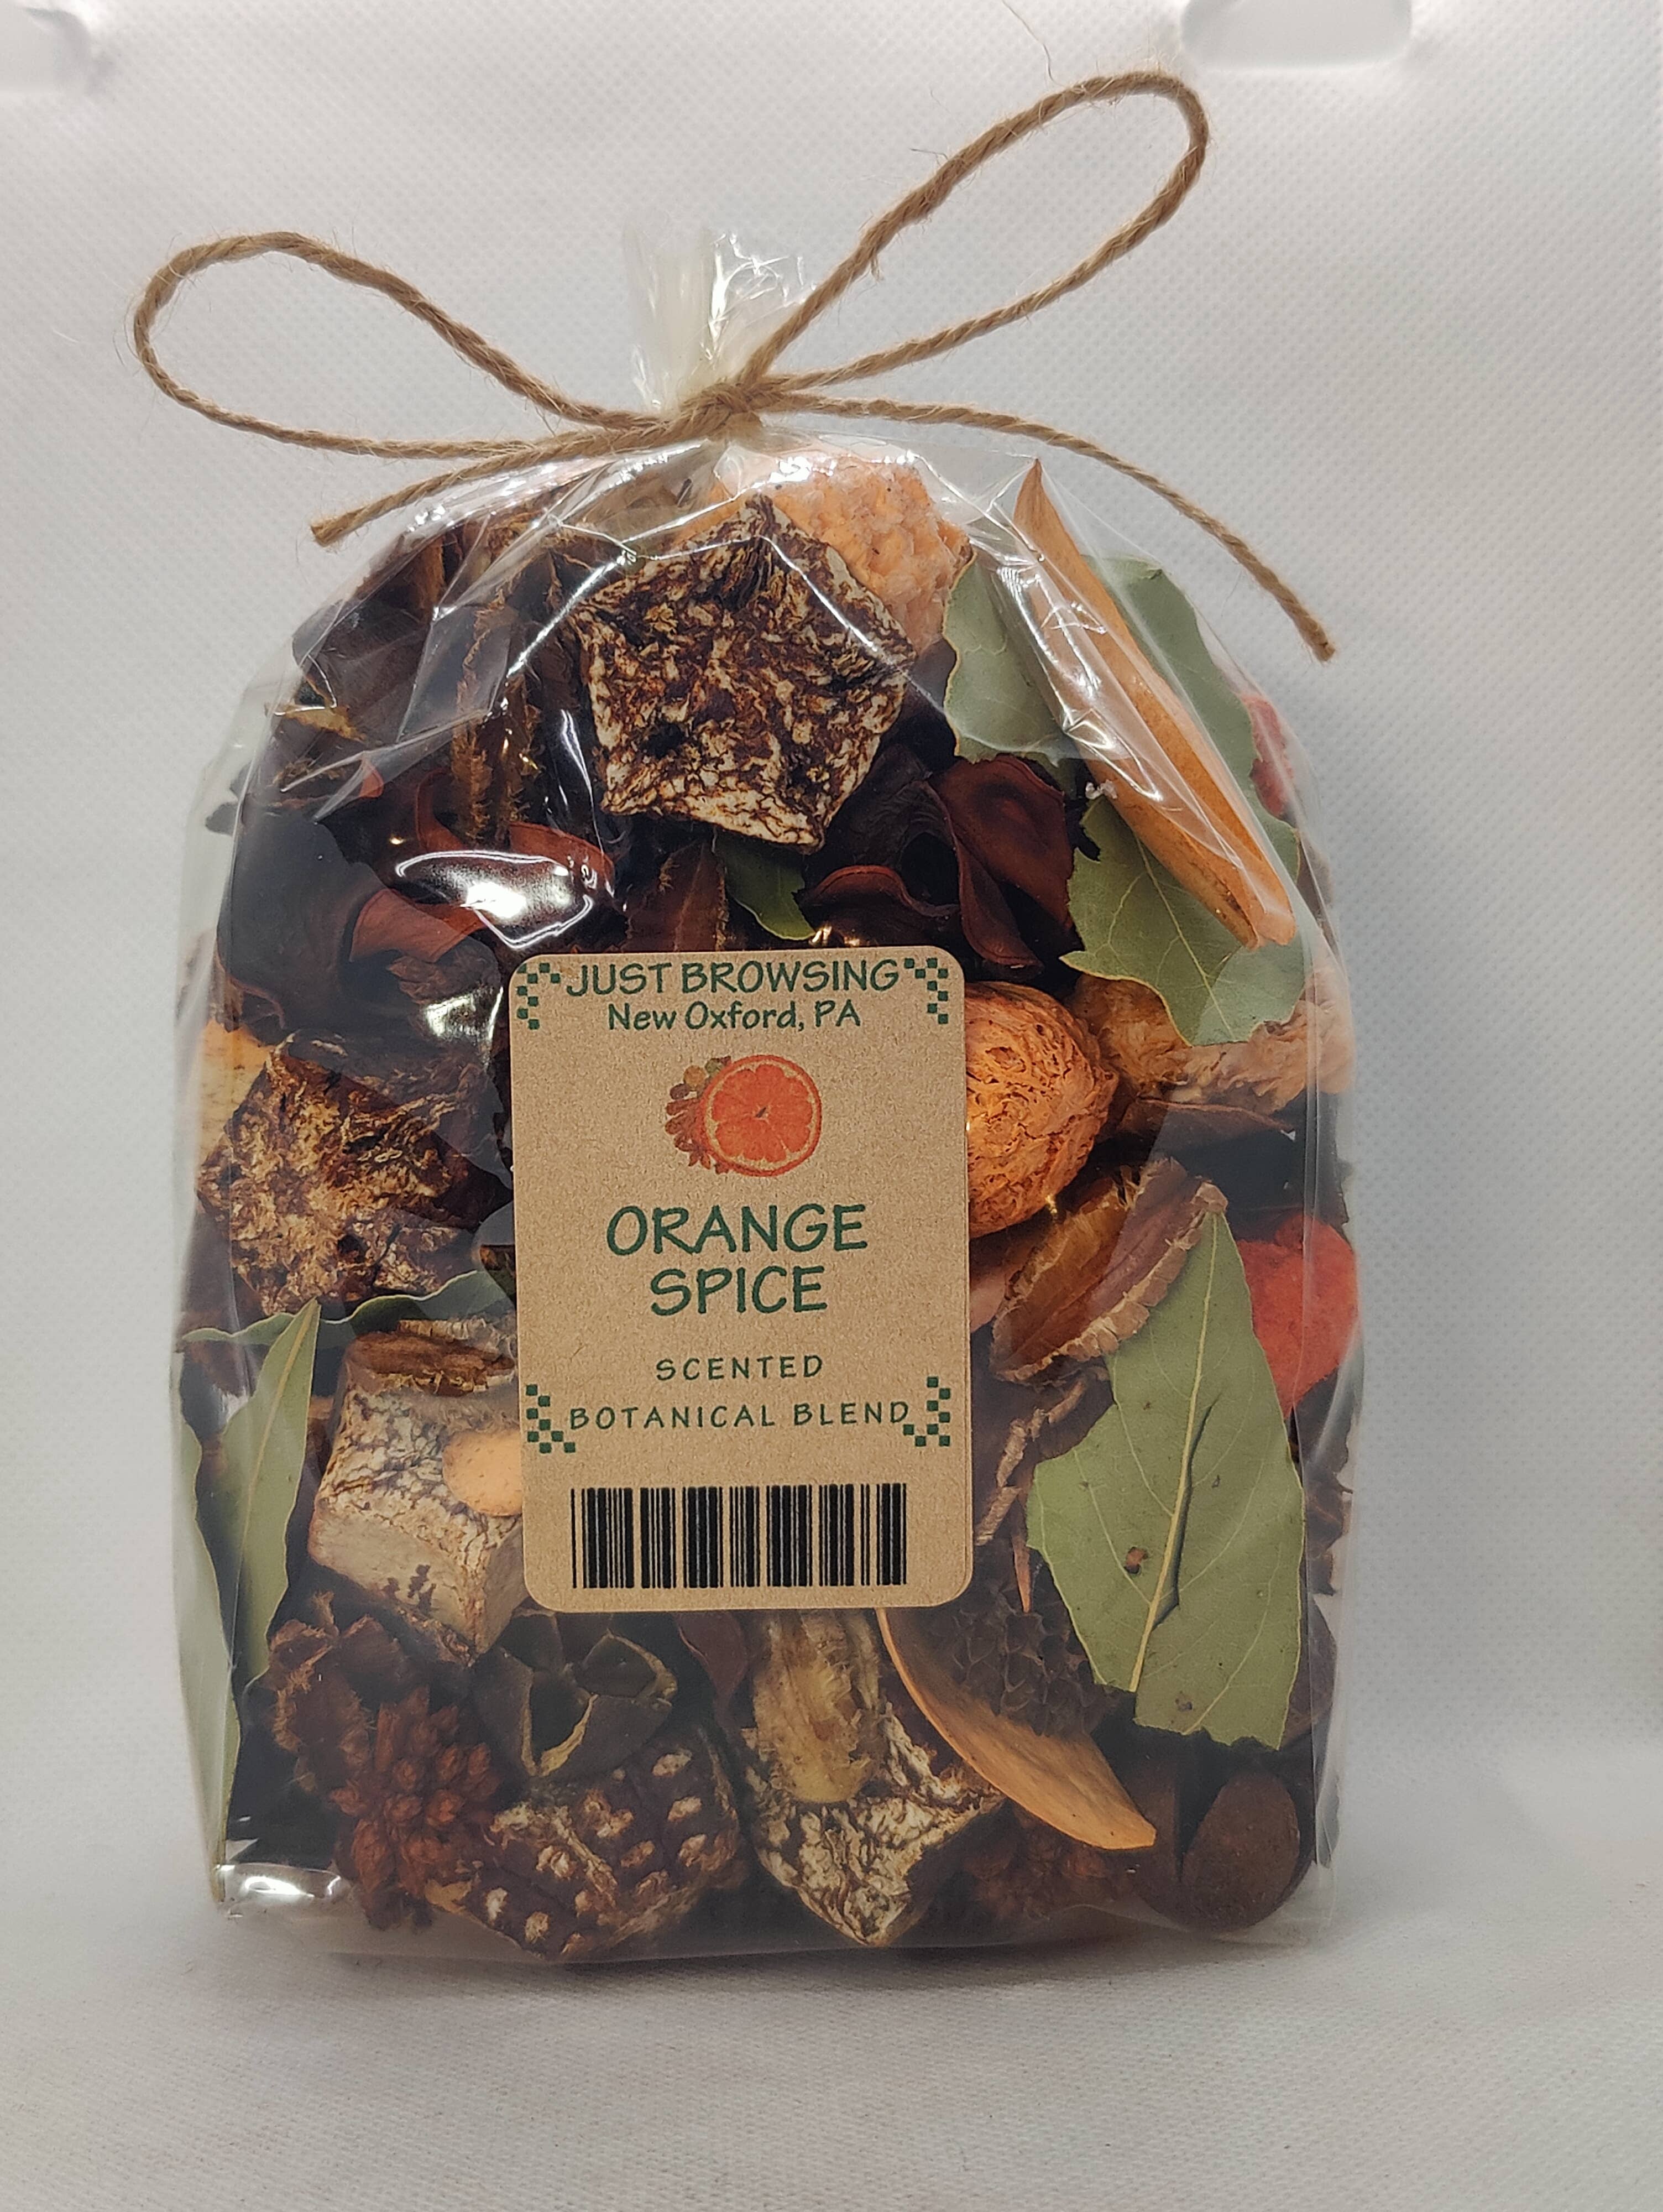 JUST BROWSING
New Oxford, PA
ORANGE
SPICE
SCENTED
BOTANICAL BLEND